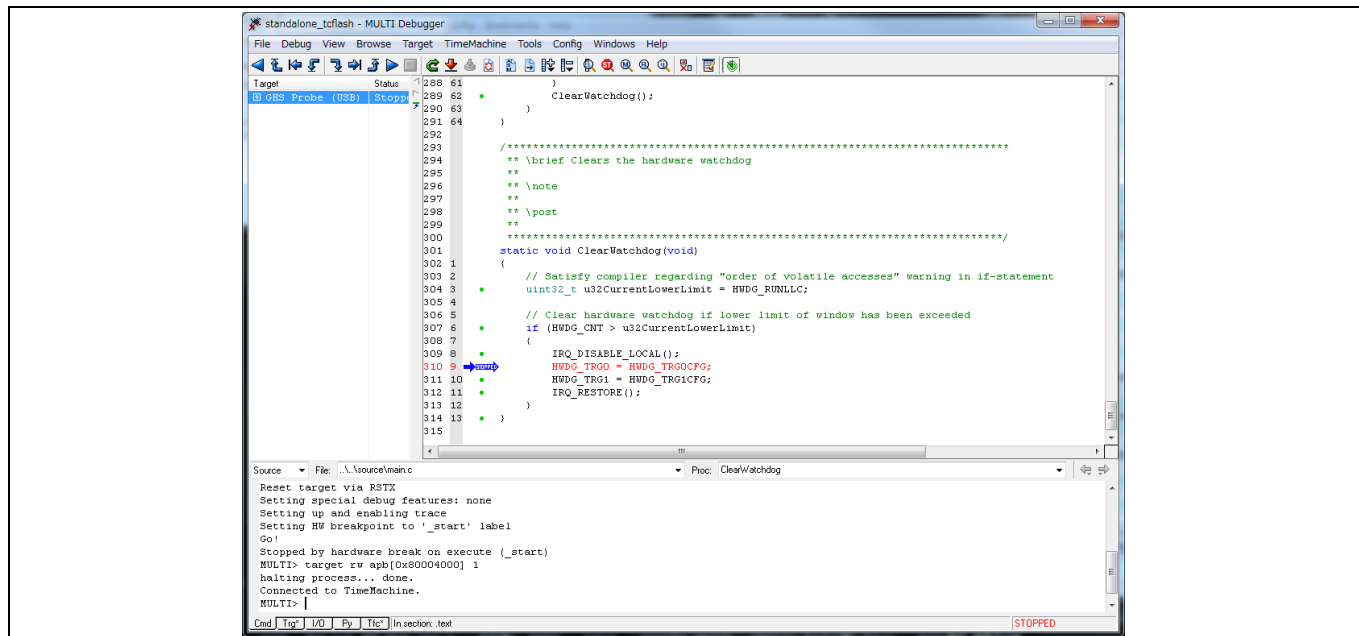 standalone_tcflash - MULTI Debugger
File Debug View Browse Target TimeMachine Tools Config Windows Help
Target Status
GHS Probe (USB) Stopp
288 61 }
289 62 ClearWatchdog();
290 63 }
291 64 }
292
293 /******************************************************************************
294 ** \brief Clears the hardware watchdog
295 **
296 ** \note
297 **
298 ** \post
299 **
300 *****************************************************************************/
301 static void ClearWatchdog(void)
302 1 {
303 2 // Satisfy compiler regarding "order of volatile accesses" warning in if-statement
304 3 uint32_t u32CurrentLowerLimit = HWDG_RUNLLC;
305 4
306 5 // Clear hardware watchdog if lower limit of window has been exceeded
307 6 if (HWDG_CNT > u32CurrentLowerLimit)
308 7 {
309 8 IRQ_DISABLE_LOCAL();
310 9 STOPPED HWDG_TRG0 = HWDG_TRG0CFG;
311 10 HWDG_TRG1 = HWDG_TRG1CFG;
312 11 IRQ_RESTORE();
313 12 }
314 13 }
315
Source File: ..\..\source\main.c Proc: ClearWatchdog
Reset target via RSTX
Setting special debug features: none
Setting up and enabling trace
Setting HW breakpoint to '_start' label
Go!
Stopped by hardware break on execute (_start)
MULTI> target rw apb[0x80004000] 1
halting process... done.
Connected to TimeMachine.
MULTI>
Cmd Trg* I/O Py Tfc* In section: .text STOPPED